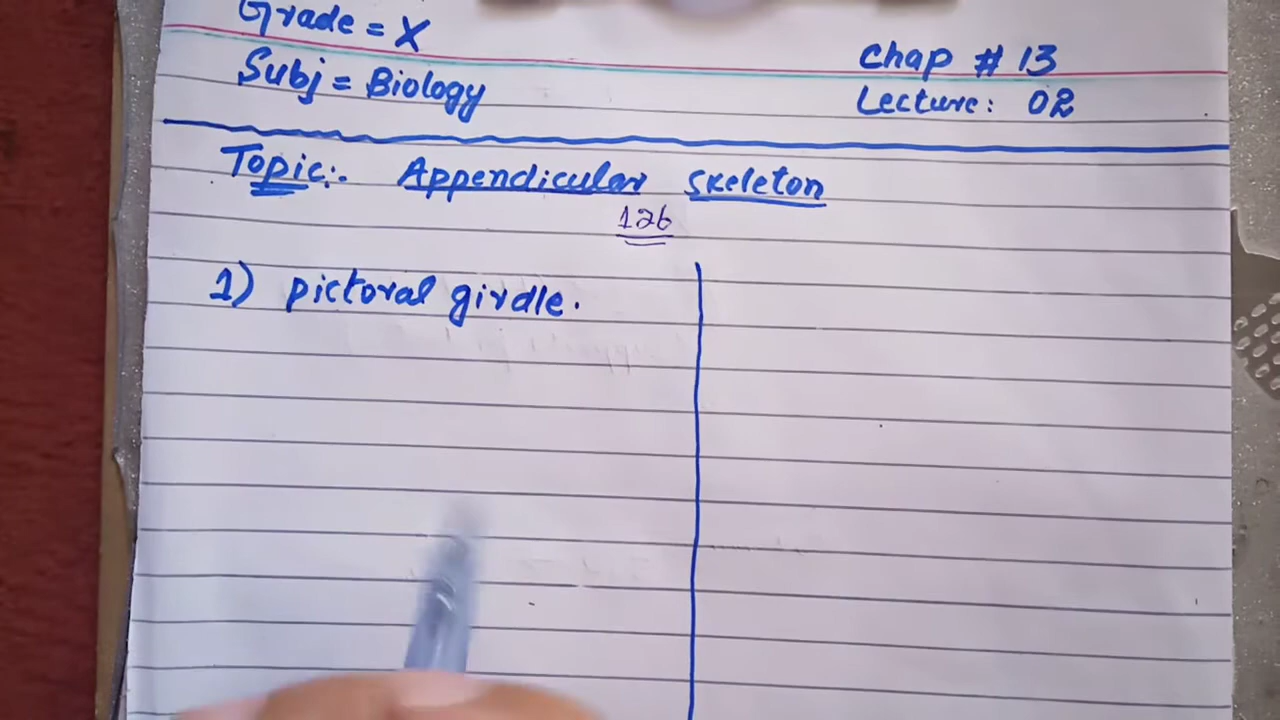 Grade = X
Subj = Biology
Chap # 13
Lecture: 02
Topic:- Appendicular skeleton
126
1) pictoral girdle.